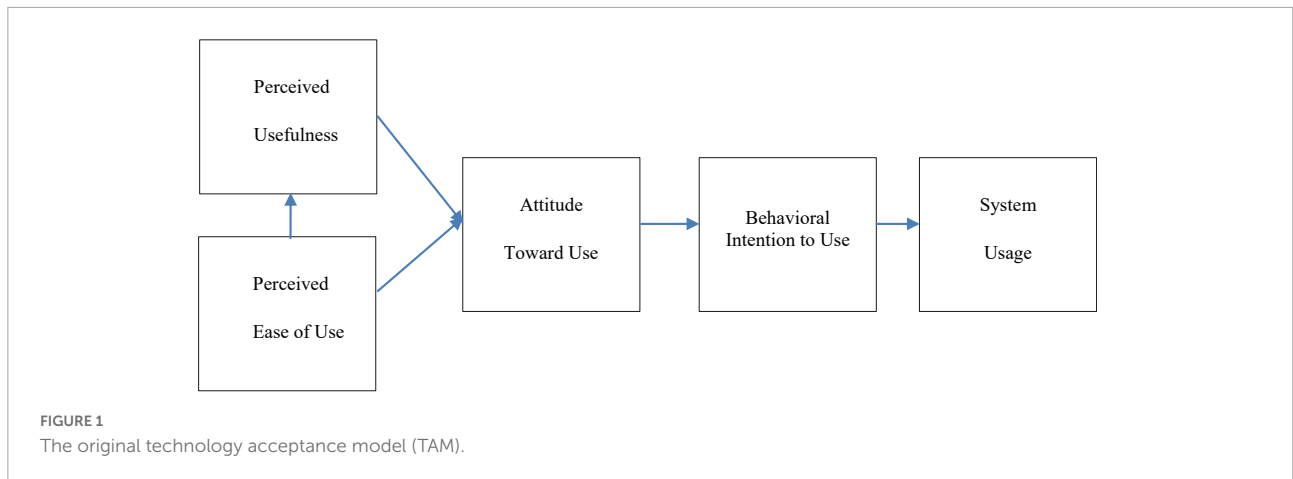 Perceived
Usefulness
Perceived
Ease of Use
Attitude
Toward Use
Behavioral
Intention to Use
System
Usage
FIGURE 1
The original technology acceptance model (TAM).